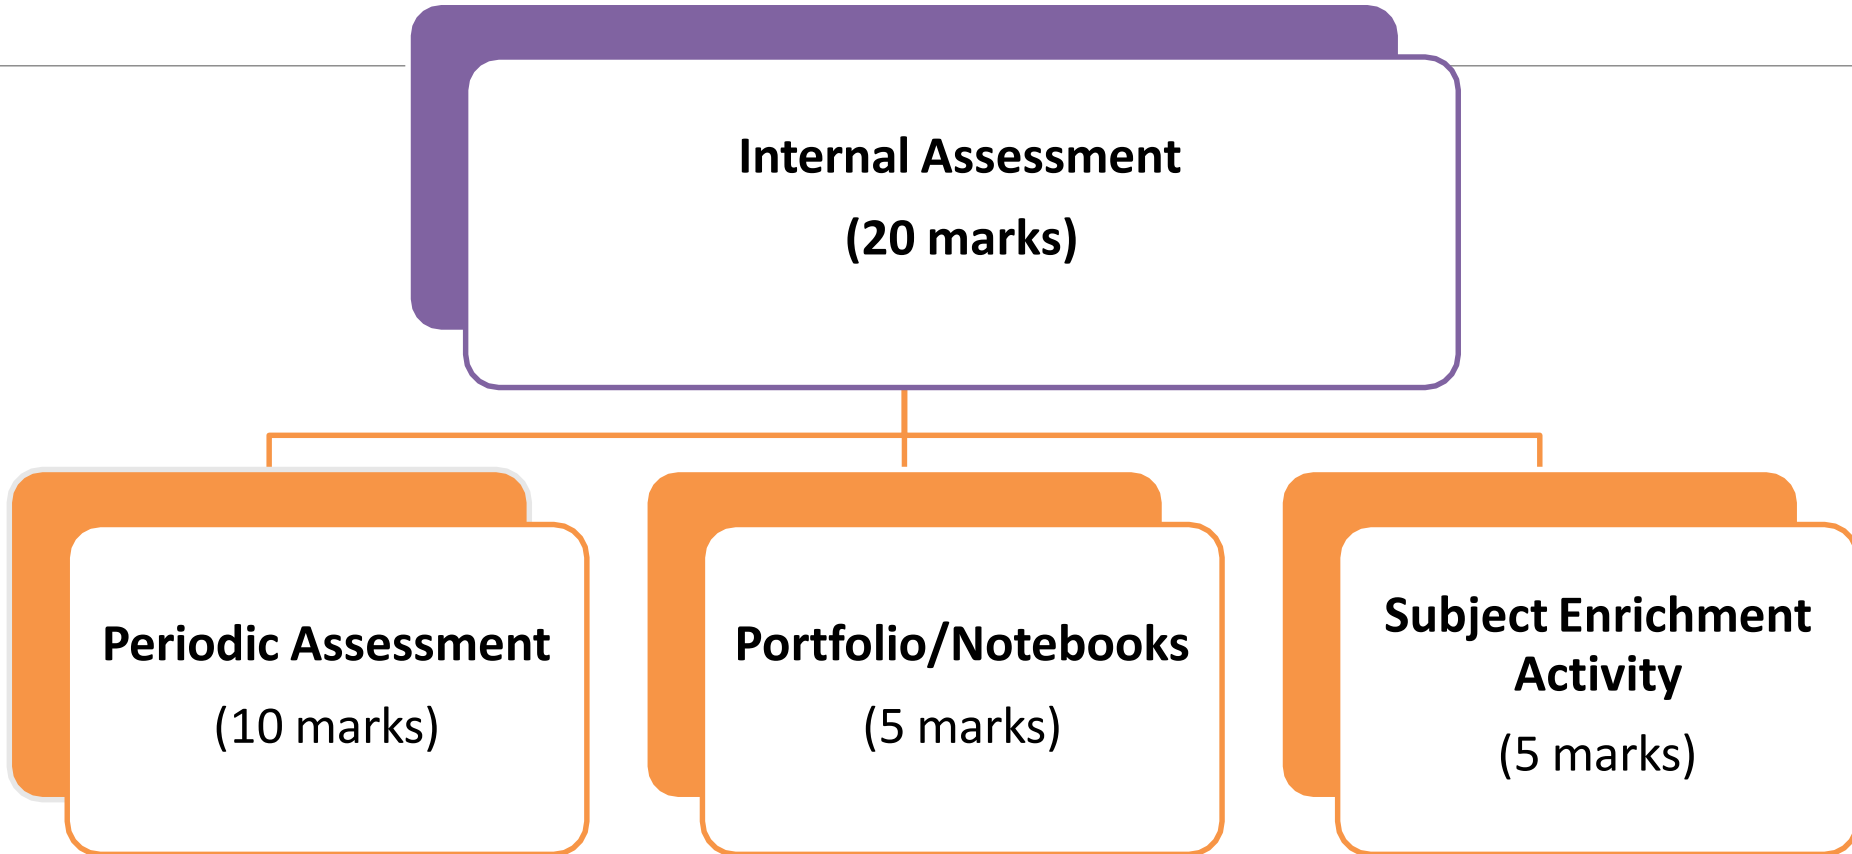 Internal Assessment
(20 marks)
Periodic Assessment
(10 marks)
Portfolio/Notebooks
(5 marks)
Subject Enrichment
Activity
(5 marks)